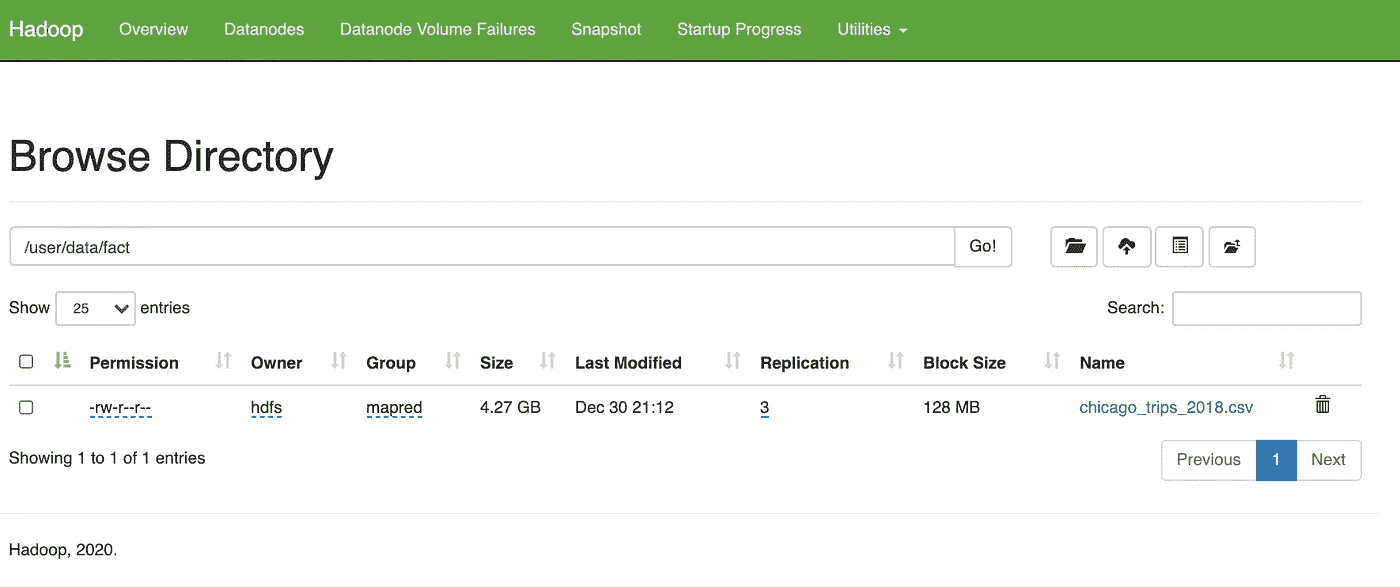 Hadoop Overview Datanodes Datanode Volume Failures Snapshot Startup Progress Utilities
Browse Directory
/user/data/fact Go!
Show 25 entries Search:
Permission Owner Group Size Last Modified Replication Block Size Name
-rw-r--r-- hdfs mapred 4.27 GB Dec 30 21:12 3 128 MB chicago_trips_2018.csv
Showing 1 to 1 of 1 entries Previous 1 Next
Hadoop, 2020.